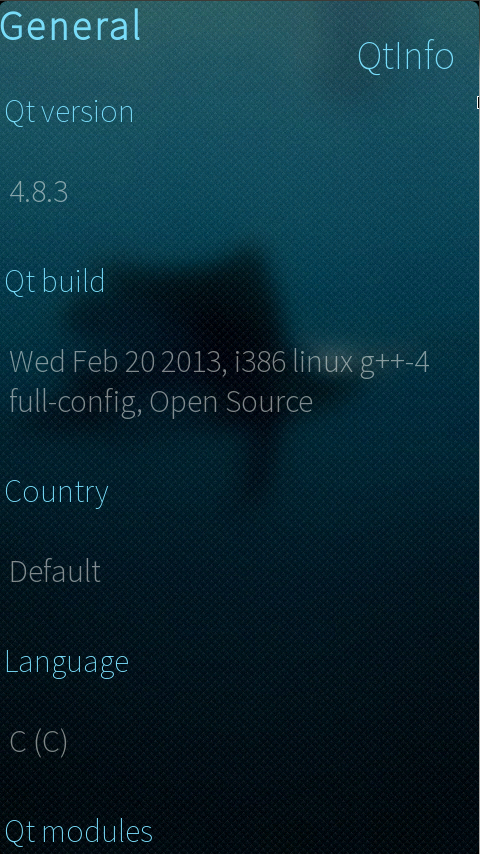 General
QtInfo
Qt version
4.8.3
Qt build
Wed Feb 20 2013, i386 linux g++-4
full-config, Open Source
Country
Default
Language
C (C)
Qt modules